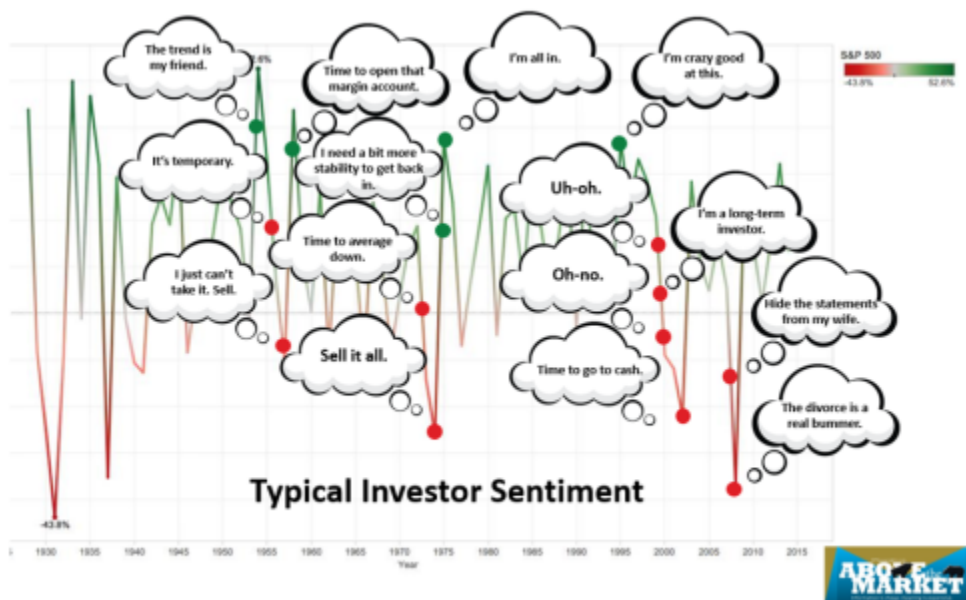 The trend is
my friend.
Time to open that
margin account.
I'm all in.
I'm crazy good
at this.
S&P 500
-43.8%
52.6%
It's temporary.
I need a bit more
stability to get back
in.
Uh-oh.
I'm a long-term
investor.
Time to average
down.
I just can't
take it. Sell.
Oh-no.
Hide the statements
from my wife.
Sell it all.
Time to go to cash.
The divorce is a
real bummer.
Typical Investor Sentiment
-43.8%
1930
1935
1940
1945
1950
1955
1960
1965
1970
1975
1980
1985
1990
1995
2000
2005
2010
2015
Year
ABOVE the
MARKET